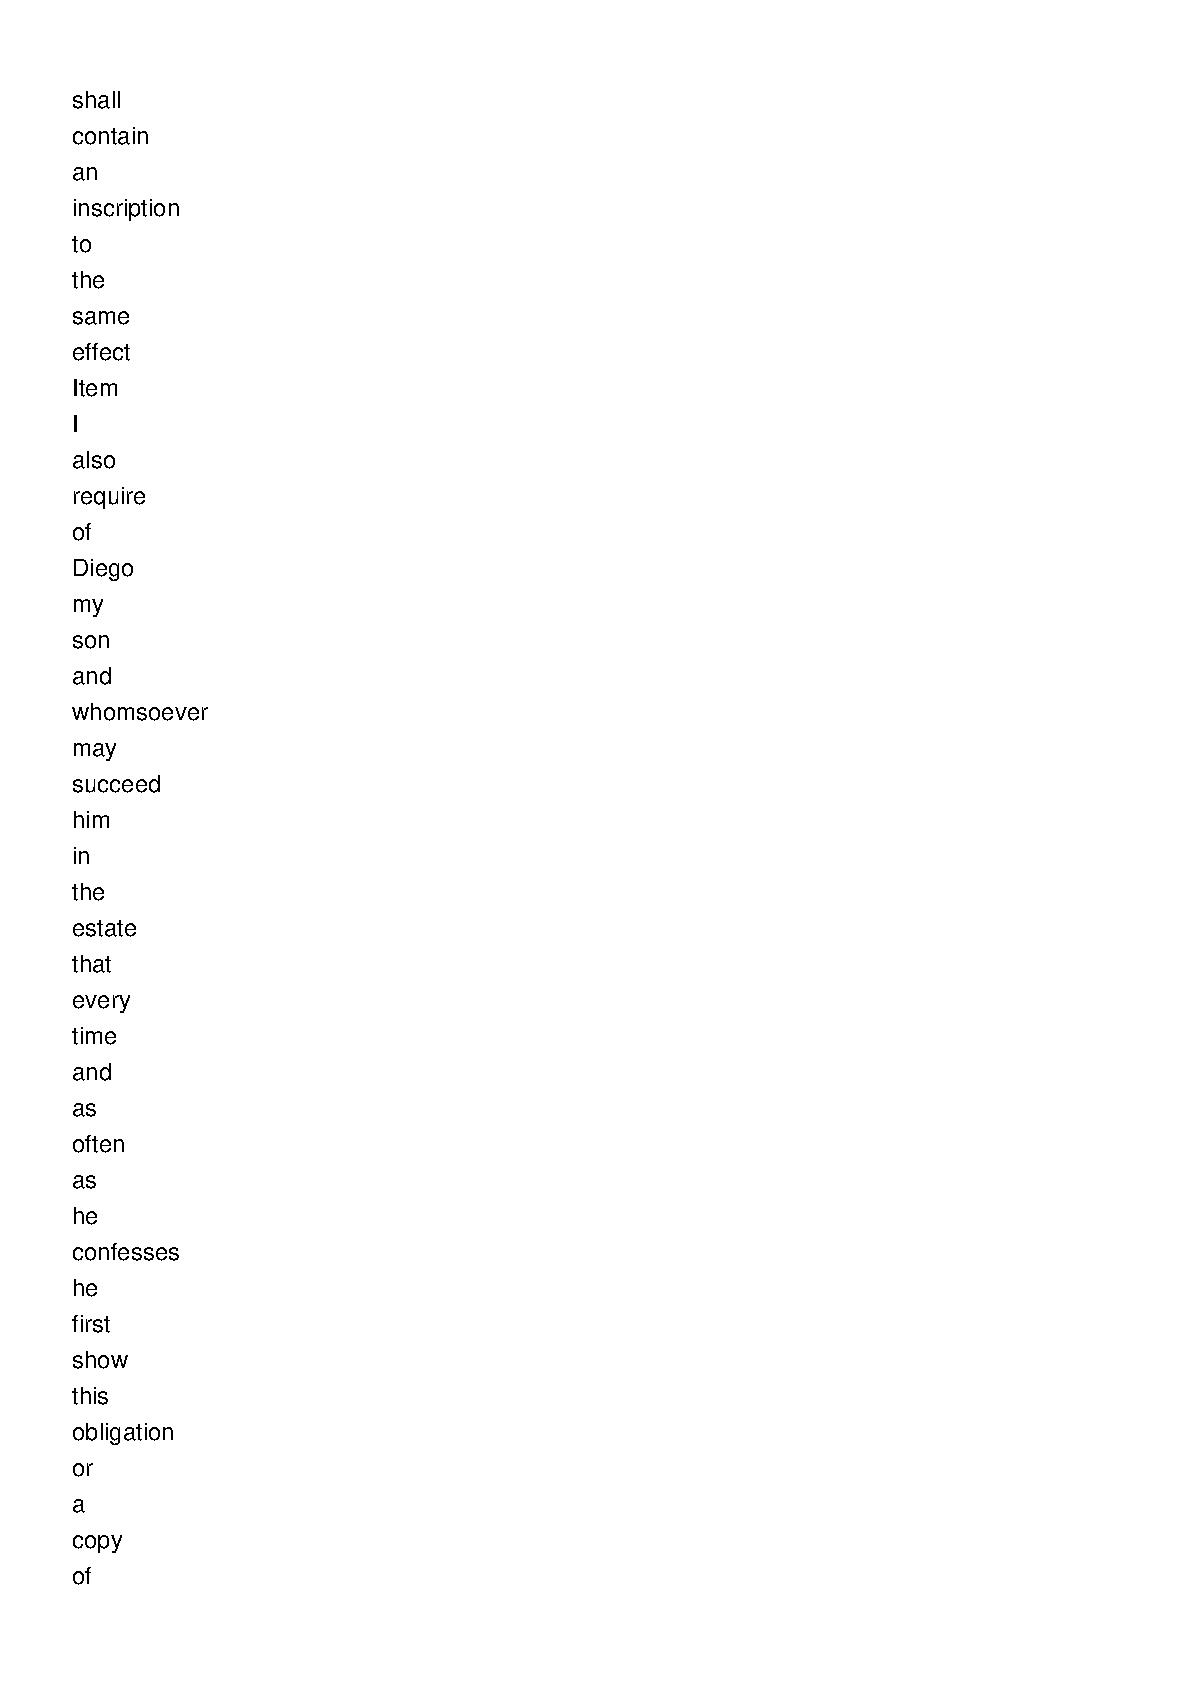 shall
contain
an
inscription
to
the
same
effect
Item
I
also
require
of
Diego
my
son
and
whomsoever
may
succeed
him
in
the
estate
that
every
time
and
as
often
as
he
confesses
he
first
show
this
obligation
or
a
copy
of